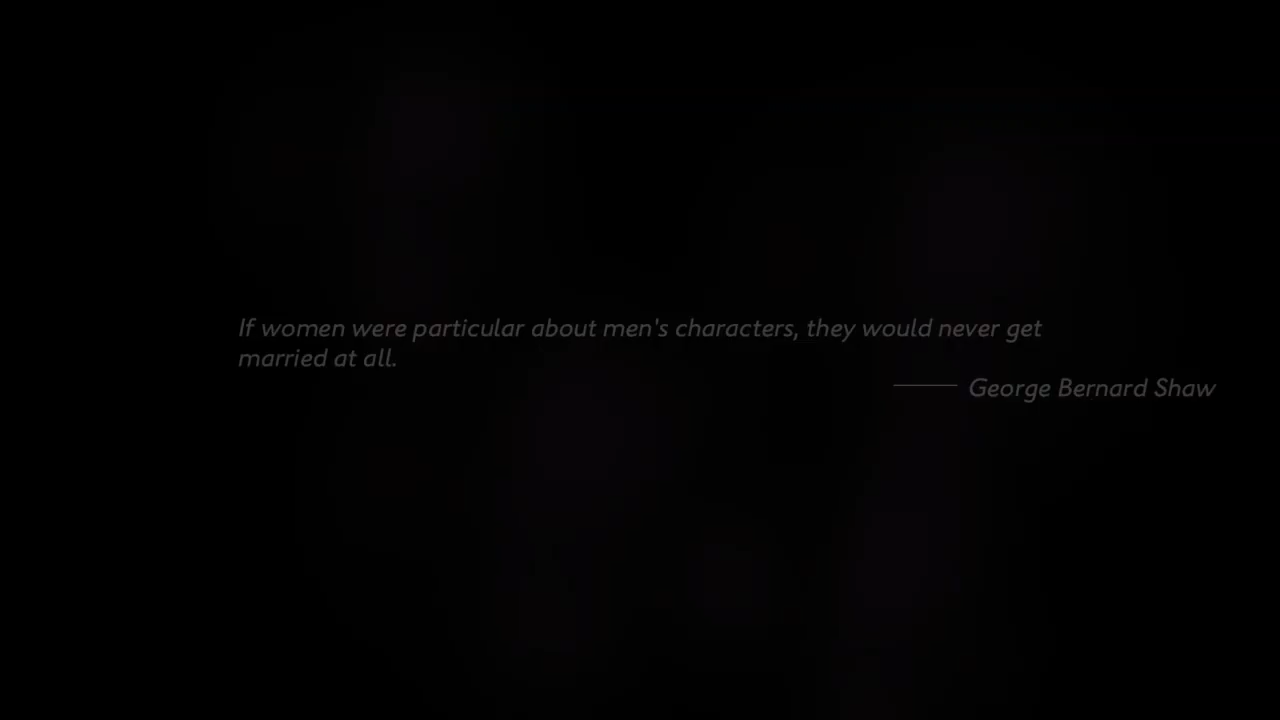 If women were particular about men's characters, they would never get
married at all.
George Bernard Shaw